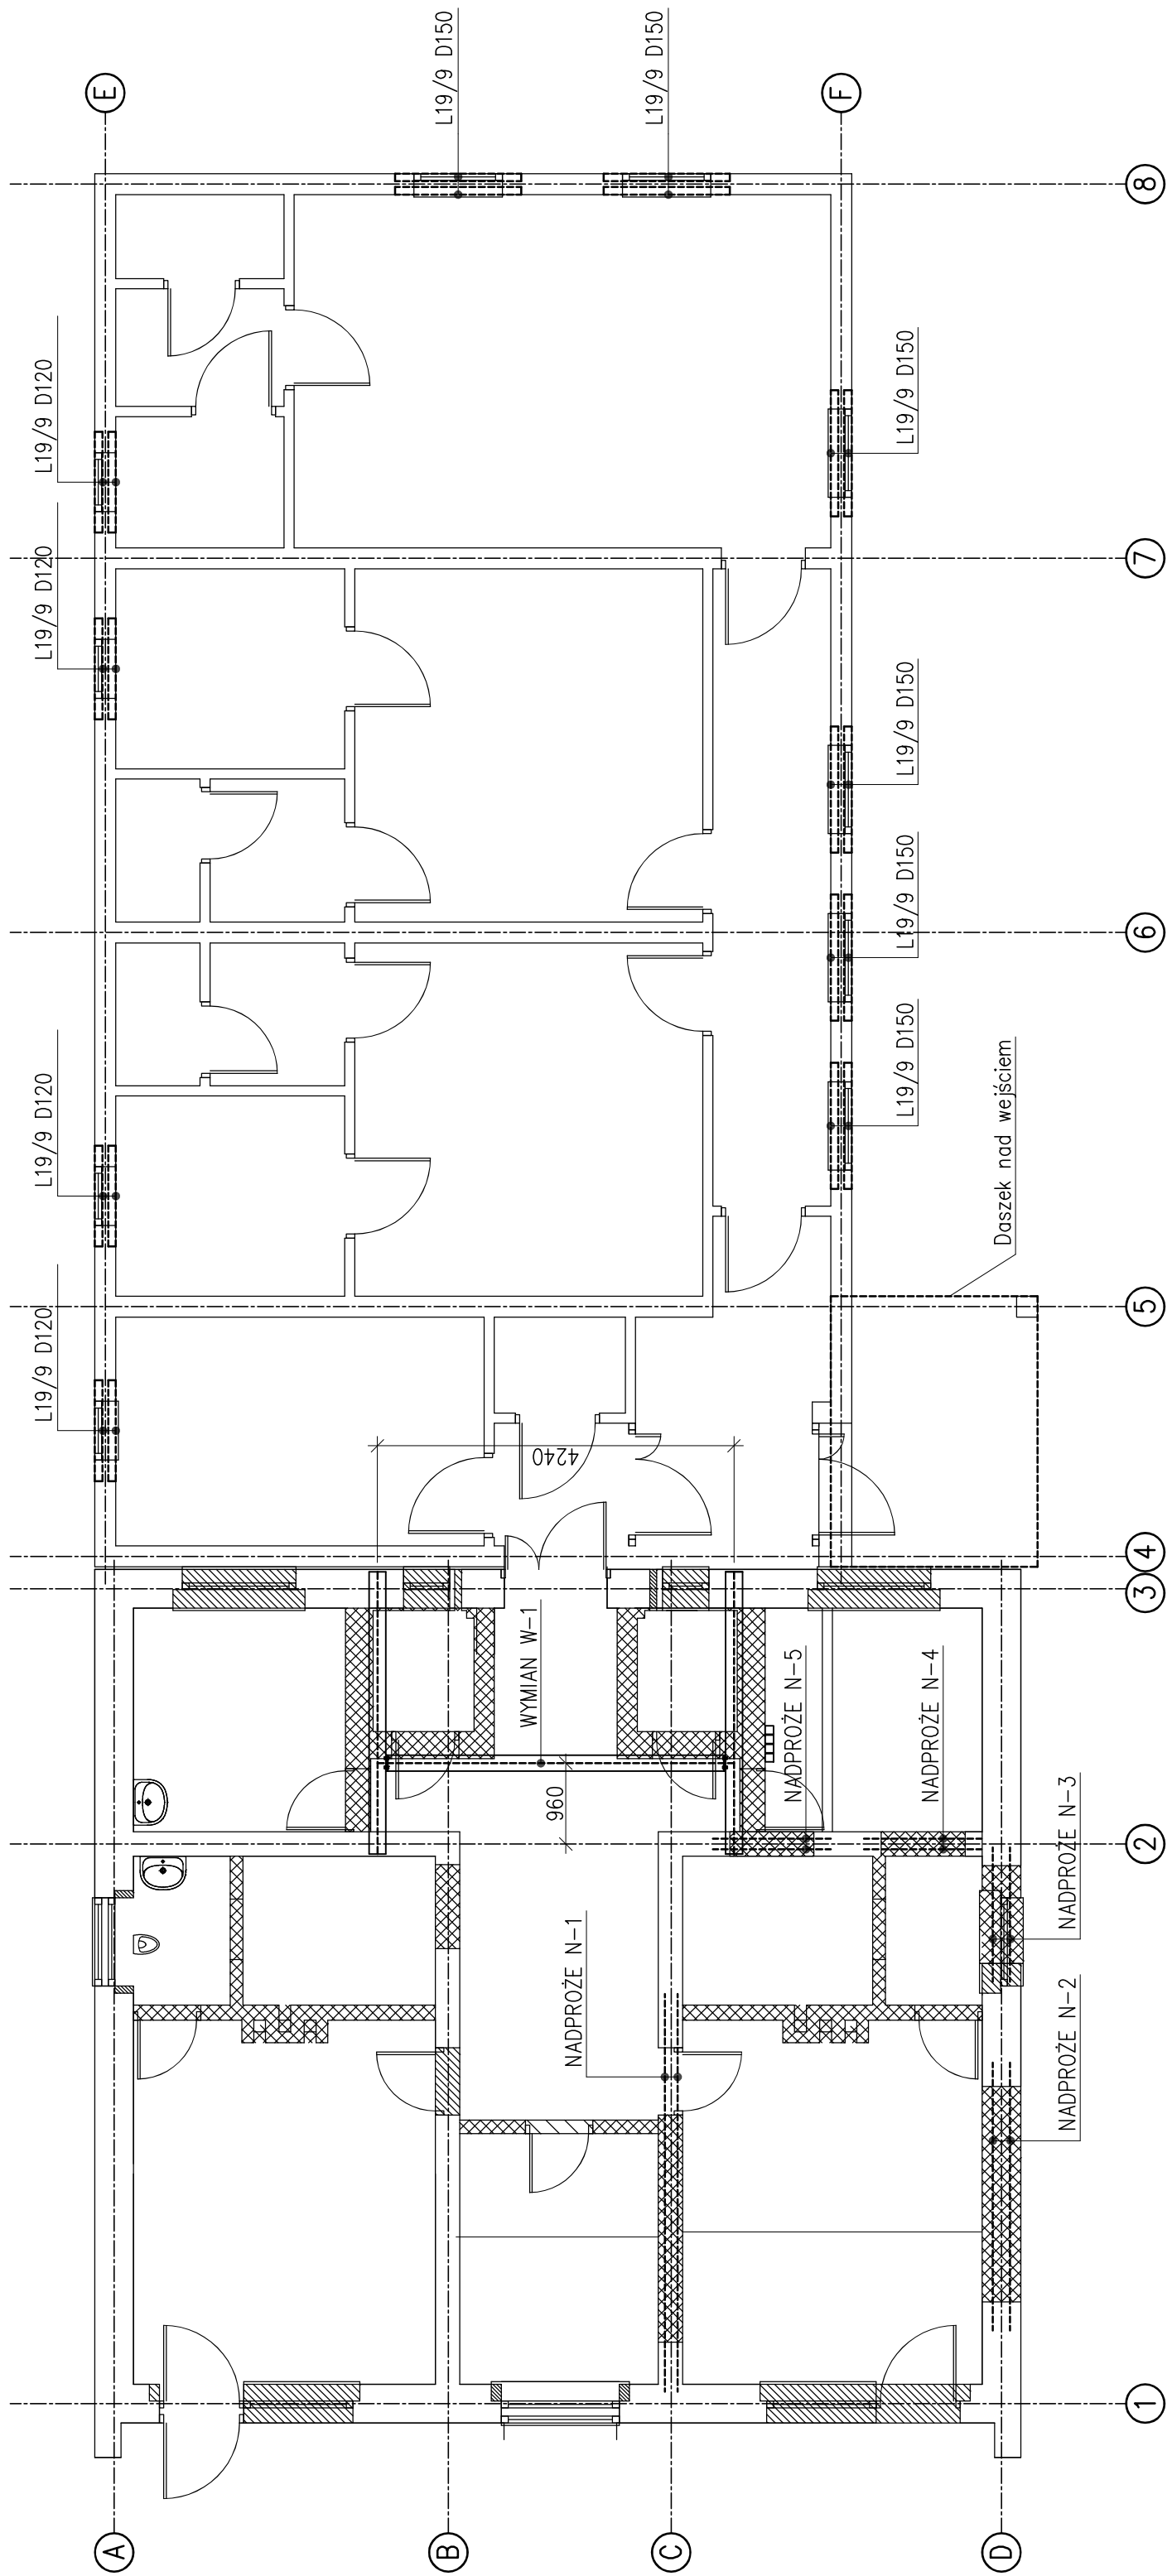 E
F
L19/9 D150
L19/9 D150
8
L19/9 D120
L19/9 D150
7
L19/9 D120
L19/9 D150
6
L19/9 D150
L19/9 D150
L19/9 D120
Daszek nad wejściem
5
L19/9 D120
4240
4
3
WYMIAN W-1
NADPROŻE N-5
NADPROŻE N-4
960
2
NADPROŻE N-3
NADPROŻE N-1
NADPROŻE N-2
1
A
B
C
D